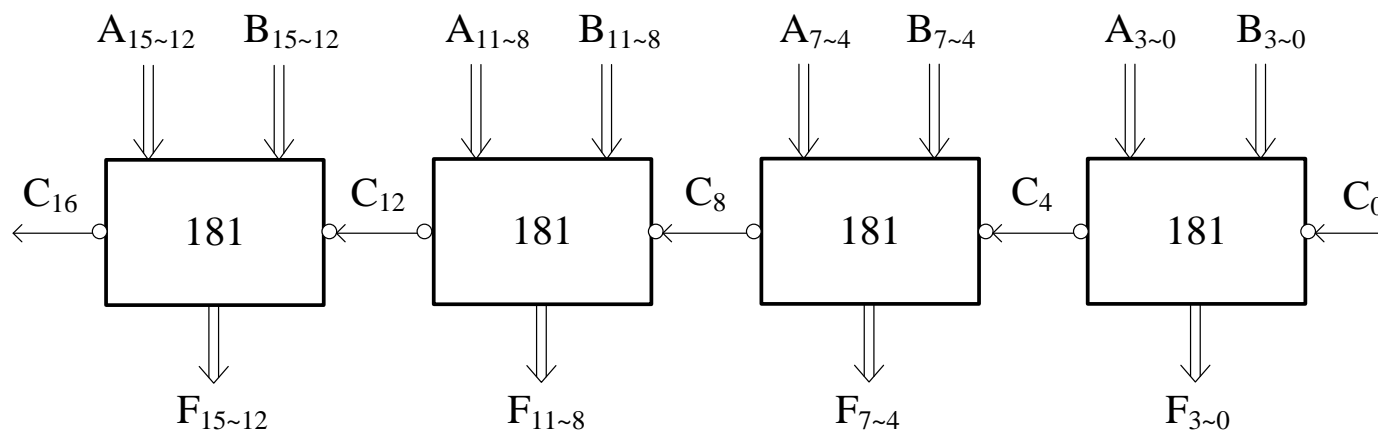 A15~12 B15~12 A11~8 B11~8 A7~4 B7~4 A3~0 B3~0
C16 C12 C8 C4 C0
181 181 181 181
F15~12 F11~8 F7~4 F3~0